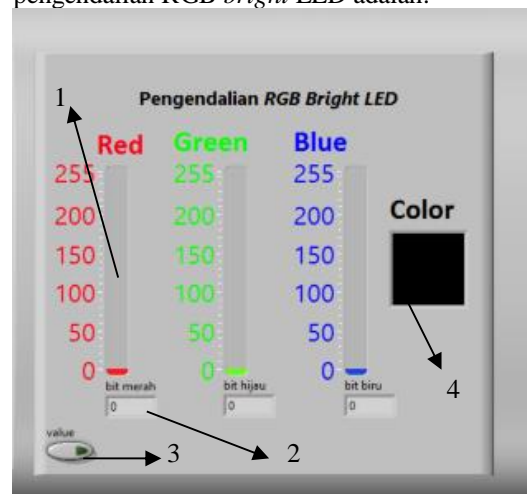 pengendalian RGB bright LED adalah:
Pengendalian RGB Bright LED
1
Red Green Blue
255 255 255
200 200 200 Color
150 150 150
100 100 100
50 50 50
0 0 0
bit merah bit hijau bit biru
0 0 0
4
value
3 2